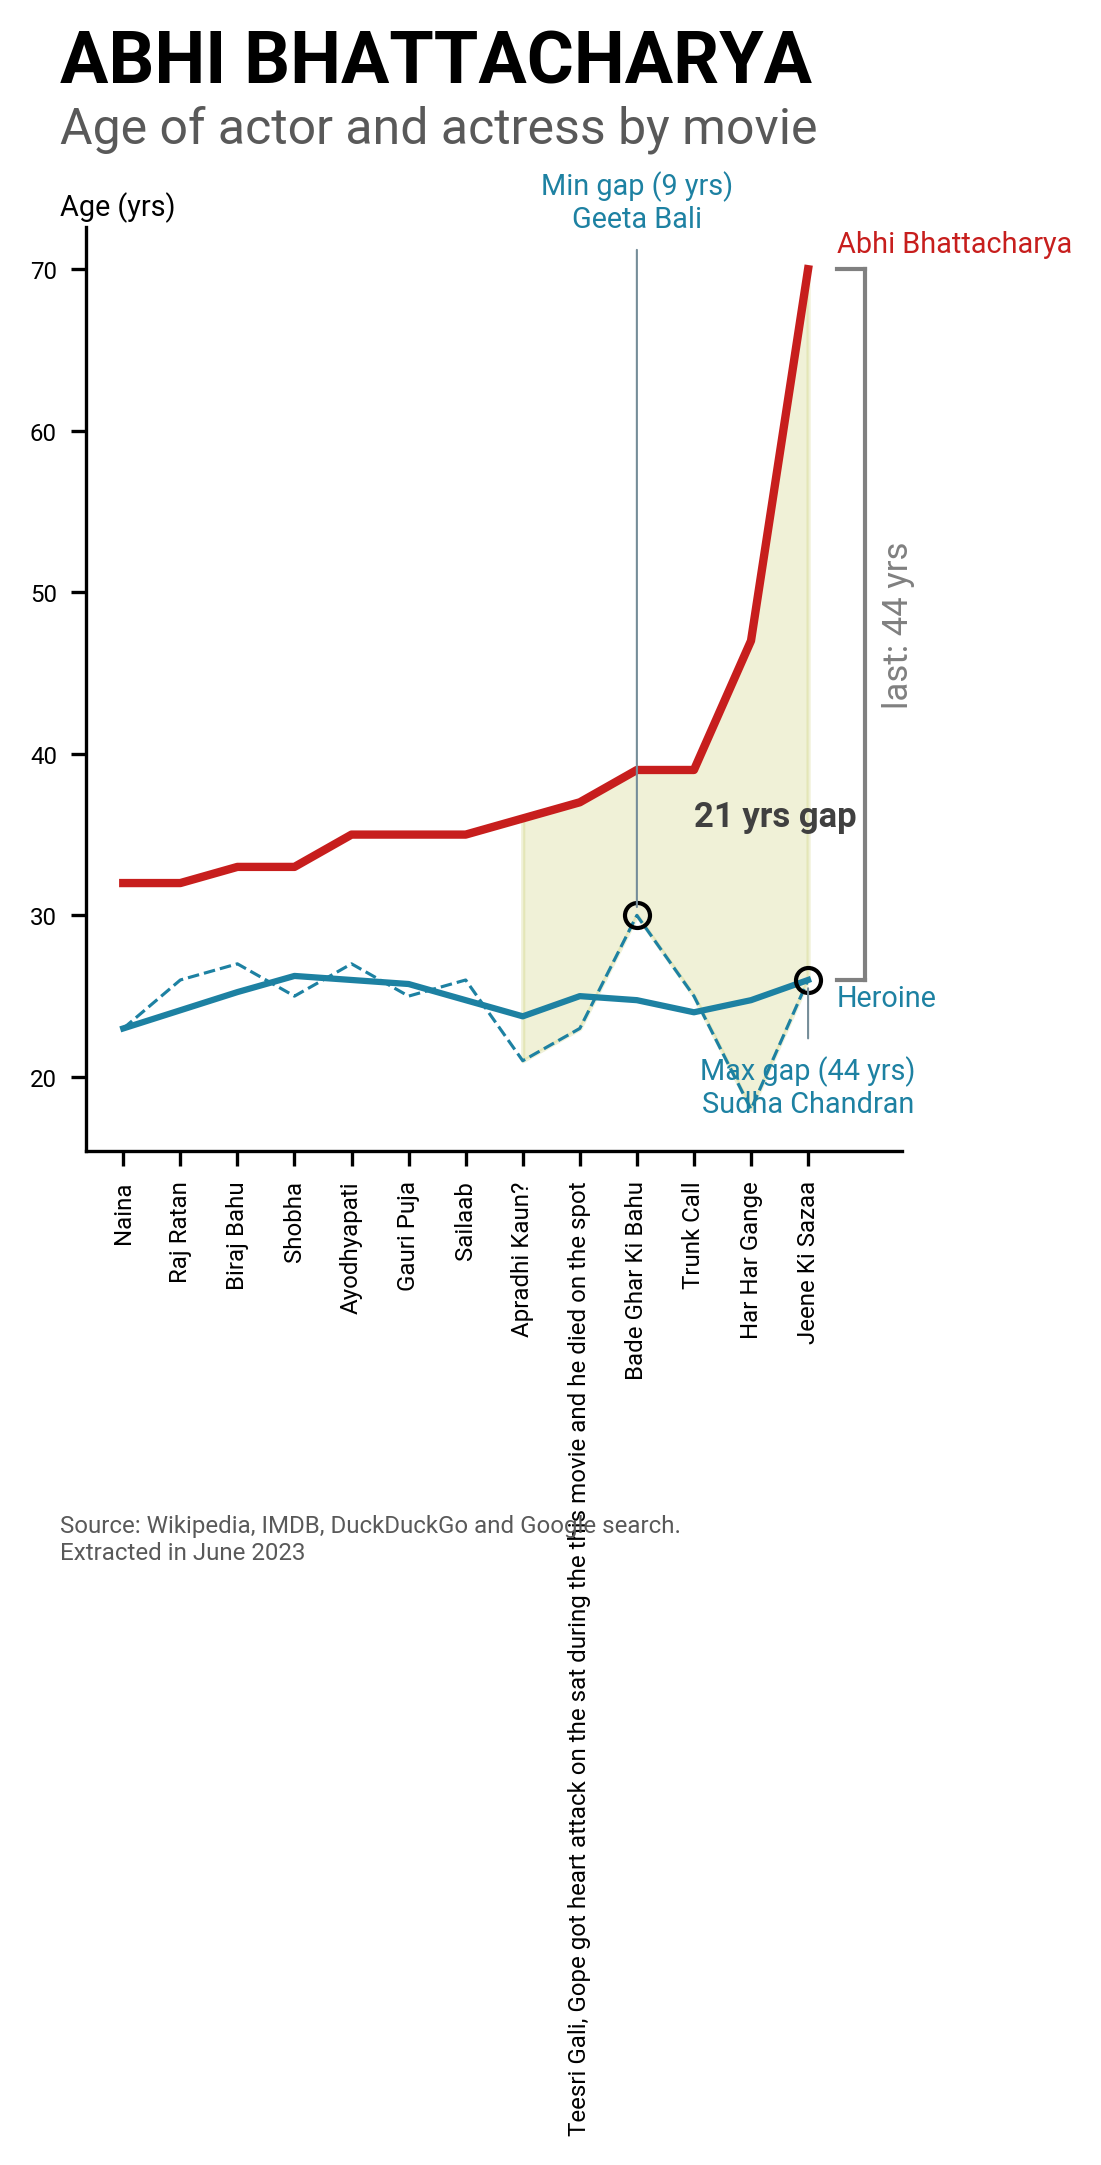 ABHI BHATTACHARYA
Age of actor and actress by movie
Min gap (9 yrs)
Geeta Bali
Age (yrs)
Abhi Bhattacharya
70
60
50
40
30
20
last: 44 yrs
21 yrs gap
Heroine
Max gap (44 yrs)
Sudha Chandran
Naina
Raj Ratan
Biraj Bahu
Shobha
Ayodhyapati
Gauri Puja
Sailaab
Apradhi Kaun?
Teesri Gali, Gope got heart attack on the sat during the this movie and he died on the spot
Bade Ghar Ki Bahu
Trunk Call
Har Har Gange
Jeene Ki Sazaa
Source: Wikipedia, IMDB, DuckDuckGo and Google search.
Extracted in June 2023